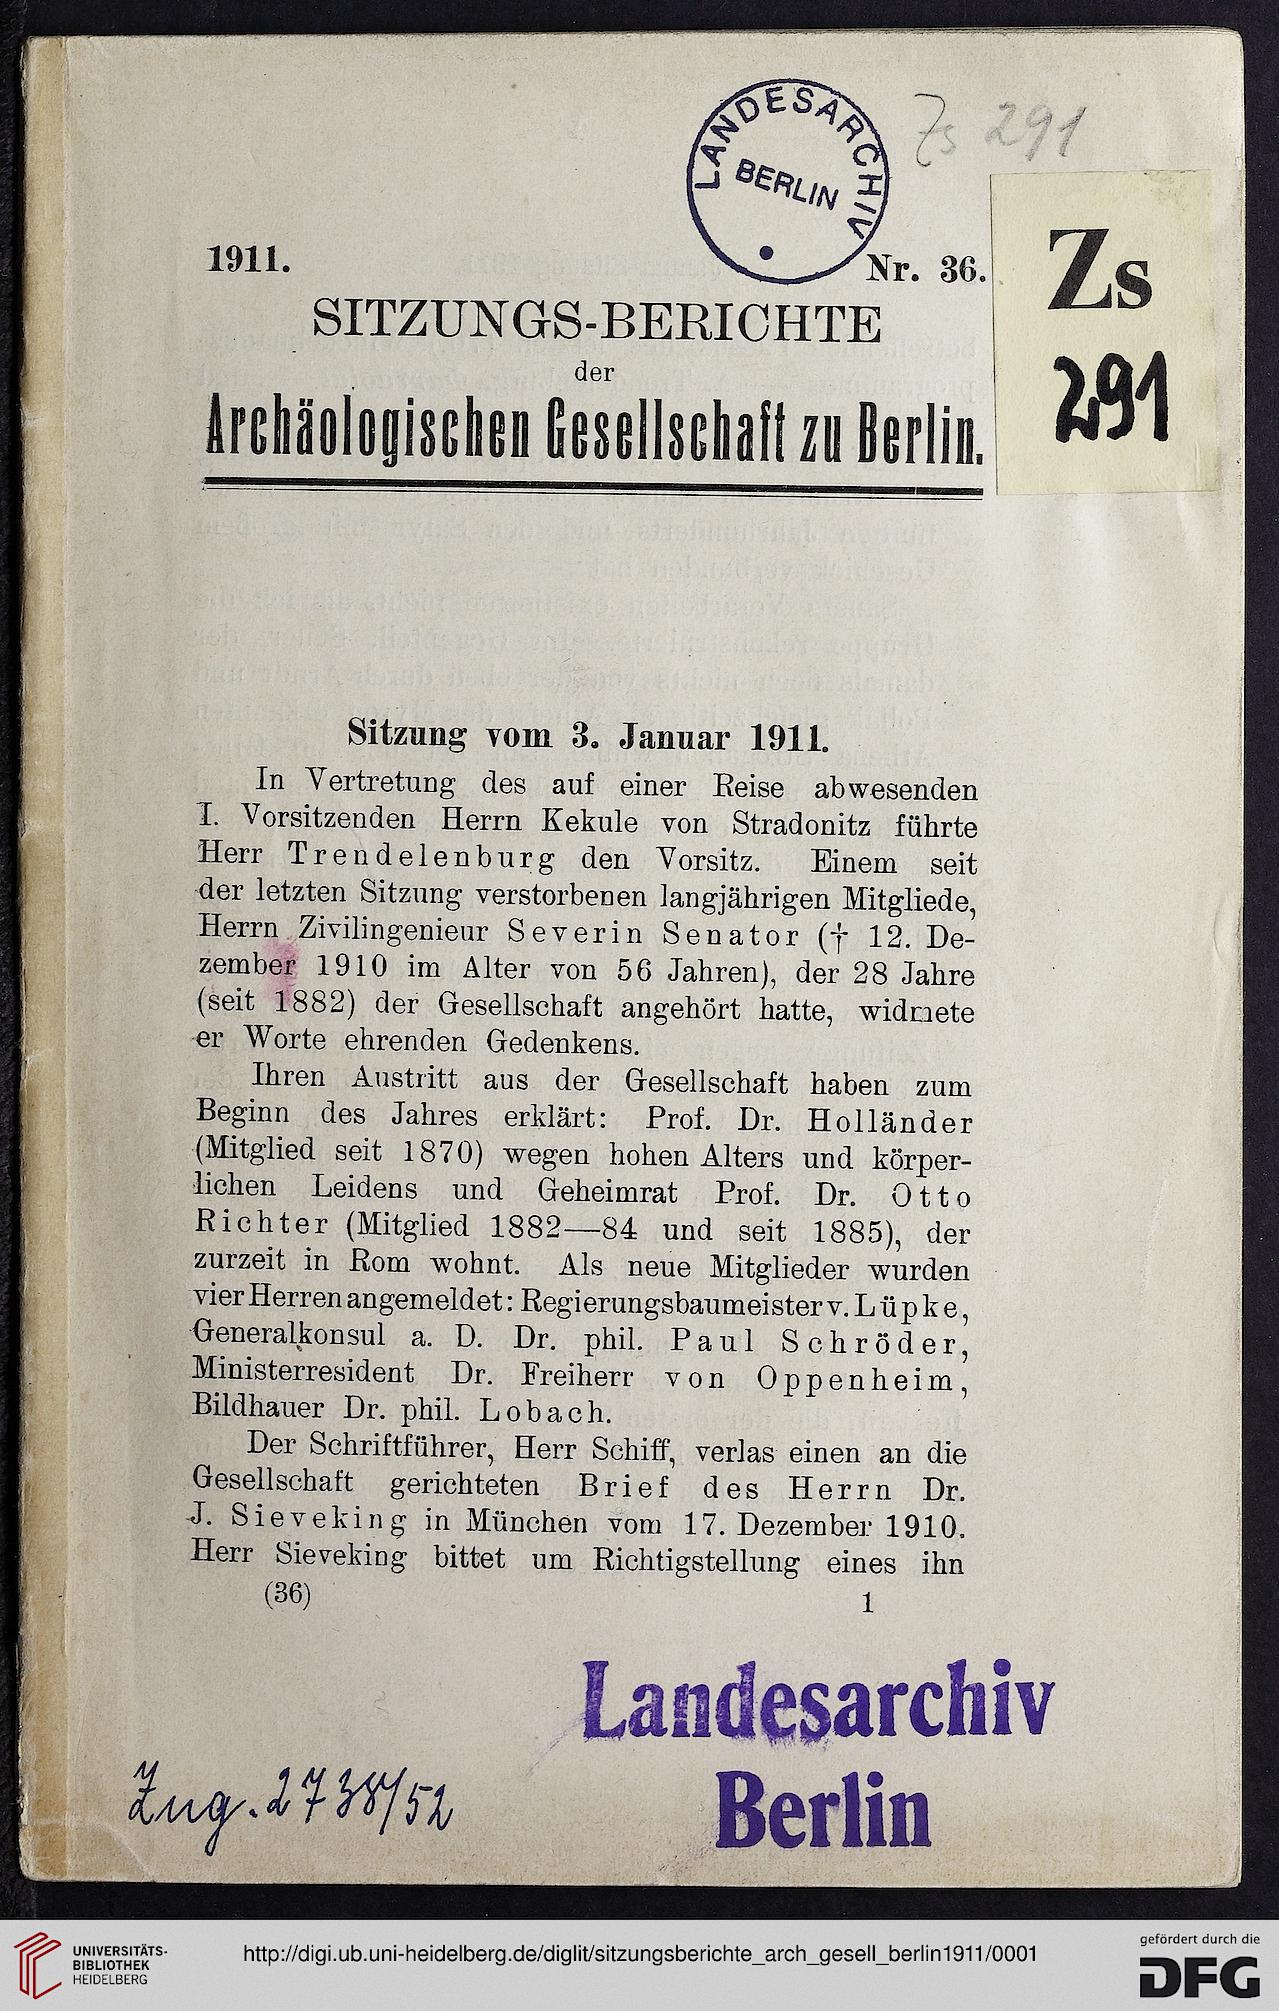 LANDESARCHIV
BERLIN
Zs 291
1911.
Nr. 36.
Zs
291
SITZUNGS-BERICHTE
der
Archäologischen Gesellschaft zu Berlin.
Sitzung vom 3. Januar 1911.
In Vertretung des auf einer Reise abwesenden
I. Vorsitzenden Herrn Kekule von Stradonitz führte
Herr Trendelenburg den Vorsitz. Einem seit
der letzten Sitzung verstorbenen langjährigen Mitgliede,
Herrn Zivilingenieur Severin Senator († 12. De-
zember 1910 im Alter von 56 Jahren), der 28 Jahre
(seit 1882) der Gesellschaft angehört hatte, widmete
er Worte ehrenden Gedenkens.
Ihren Austritt aus der Gesellschaft haben zum
Beginn des Jahres erklärt: Prof. Dr. Holländer
(Mitglied seit 1870) wegen hohen Alters und körper-
lichen Leidens und Geheimrat Prof. Dr. Otto
Richter (Mitglied 1882—84 und seit 1885), der
zurzeit in Rom wohnt. Als neue Mitglieder wurden
vier Herren angemeldet: Regierungsbaumeister v. Lüpke,
Generalkonsul a. D. Dr. phil. Paul Schröder,
Ministerresident Dr. Freiherr von Oppenheim,
Bildhauer Dr. phil. Lobach.
Der Schriftführer, Herr Schiff, verlas einen an die
Gesellschaft gerichteten Brief des Herrn Dr.
J. Sieveking in München vom 17. Dezember 1910.
Herr Sieveking bittet um Richtigstellung eines ihn
(36) 1
Landesarchiv
Berlin
Zug. 2738/52
UNIVERSITÄTS-
BIBLIOTHEK
HEIDELBERG
http://digi.ub.uni-heidelberg.de/diglit/sitzungsberichte_arch_gesell_berlin1911/0001
gefördert durch die
DFG